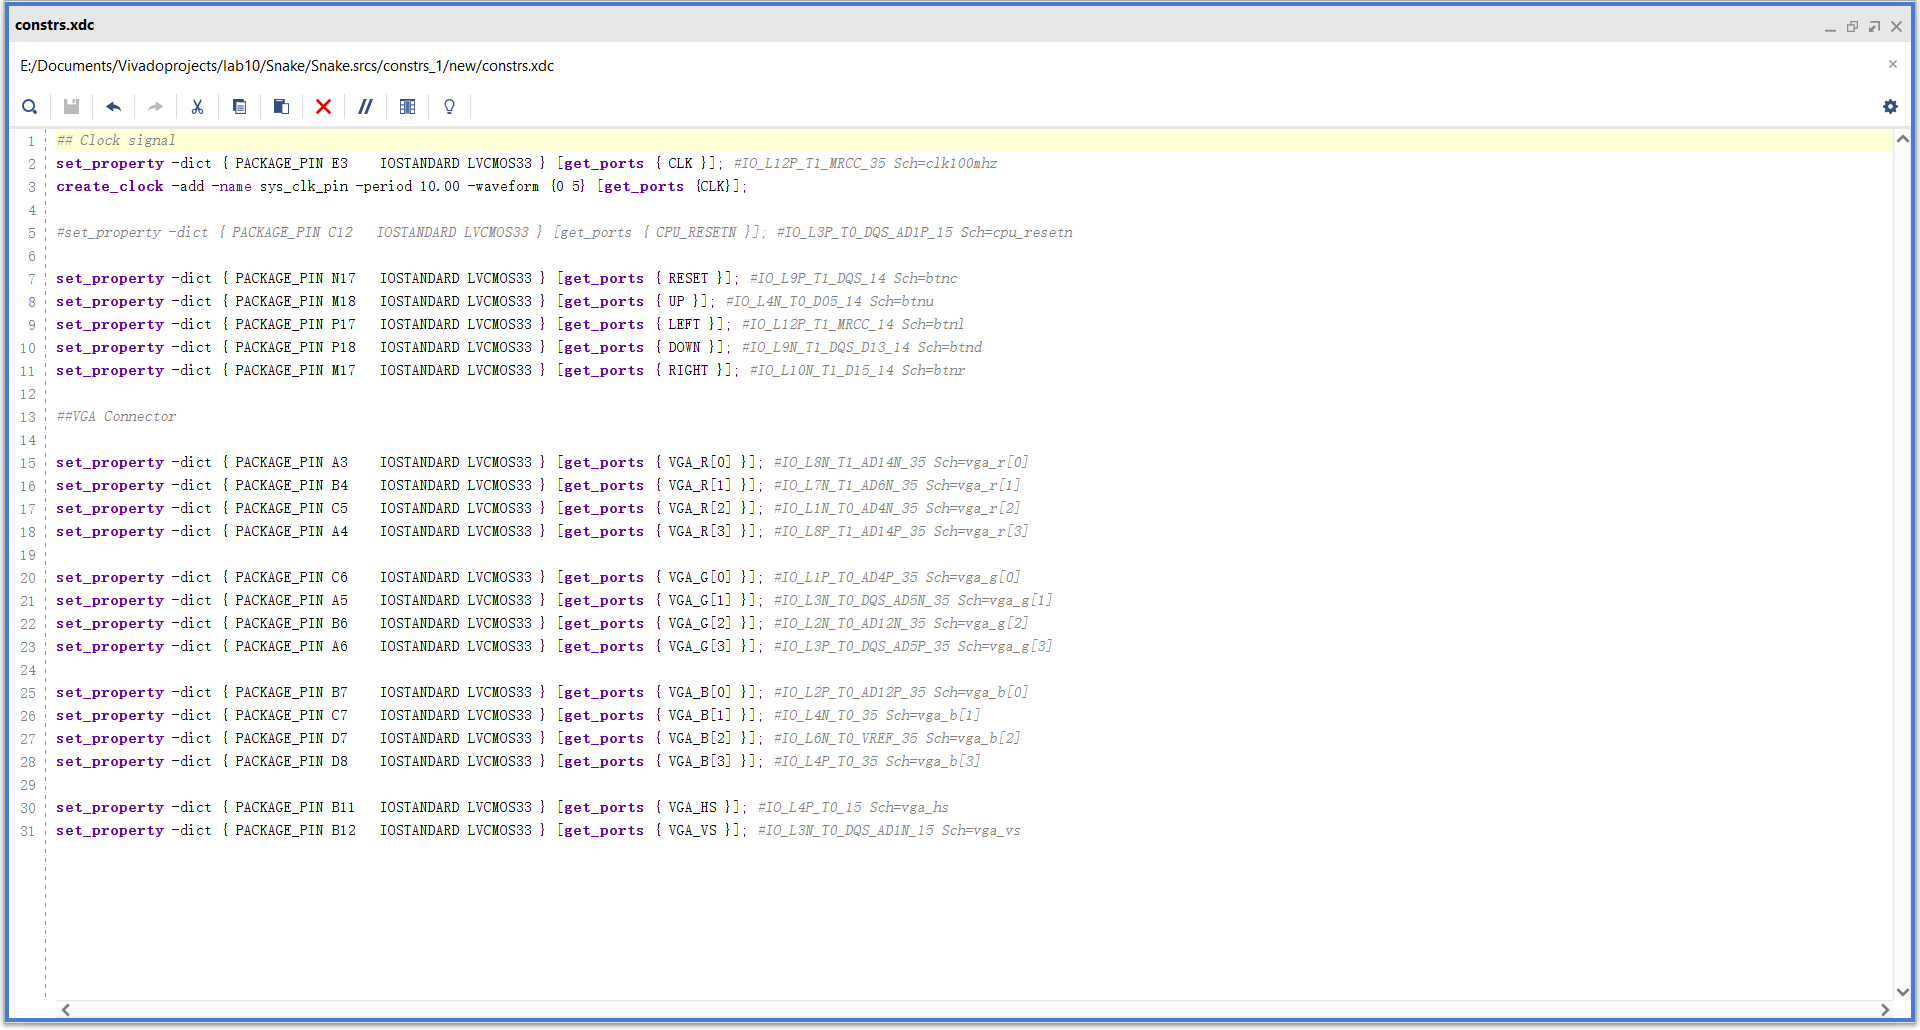 constrs.xdc
E:/Documents/Vivadoprojects/lab10/Snake/Snake.srcs/constrs_1/new/constrs.xdc
1 ## Clock signal
2 set_property -dict { PACKAGE_PIN E3    IOSTANDARD LVCMOS33 } [get_ports { CLK }]; #IO_L12P_T1_MRCC_35 Sch=clk100mhz
3 create_clock -add -name sys_clk_pin -period 10.00 -waveform {0 5} [get_ports {CLK}];
4
5 #set_property -dict { PACKAGE_PIN C12   IOSTANDARD LVCMOS33 } [get_ports { CPU_RESETN }]; #IO_L3P_T0_DQS_AD1P_15 Sch=cpu_resetn
6
7 set_property -dict { PACKAGE_PIN N17   IOSTANDARD LVCMOS33 } [get_ports { RESET }]; #IO_L9P_T1_DQS_14 Sch=btnc
8 set_property -dict { PACKAGE_PIN M18   IOSTANDARD LVCMOS33 } [get_ports { UP }]; #IO_L4N_T0_D05_14 Sch=btnu
9 set_property -dict { PACKAGE_PIN P17   IOSTANDARD LVCMOS33 } [get_ports { LEFT }]; #IO_L12P_T1_MRCC_14 Sch=btnl
10 set_property -dict { PACKAGE_PIN P18   IOSTANDARD LVCMOS33 } [get_ports { DOWN }]; #IO_L9N_T1_DQS_D13_14 Sch=btnd
11 set_property -dict { PACKAGE_PIN M17   IOSTANDARD LVCMOS33 } [get_ports { RIGHT }]; #IO_L10N_T1_D15_14 Sch=btnr
12
13 ##VGA Connector
14
15 set_property -dict { PACKAGE_PIN A3    IOSTANDARD LVCMOS33 } [get_ports { VGA_R[0] }]; #IO_L8N_T1_AD14N_35 Sch=vga_r[0]
16 set_property -dict { PACKAGE_PIN B4    IOSTANDARD LVCMOS33 } [get_ports { VGA_R[1] }]; #IO_L7N_T1_AD6N_35 Sch=vga_r[1]
17 set_property -dict { PACKAGE_PIN C5    IOSTANDARD LVCMOS33 } [get_ports { VGA_R[2] }]; #IO_L1N_T0_AD4N_35 Sch=vga_r[2]
18 set_property -dict { PACKAGE_PIN A4    IOSTANDARD LVCMOS33 } [get_ports { VGA_R[3] }]; #IO_L8P_T1_AD14P_35 Sch=vga_r[3]
19
20 set_property -dict { PACKAGE_PIN C6    IOSTANDARD LVCMOS33 } [get_ports { VGA_G[0] }]; #IO_L1P_T0_AD4P_35 Sch=vga_g[0]
21 set_property -dict { PACKAGE_PIN A5    IOSTANDARD LVCMOS33 } [get_ports { VGA_G[1] }]; #IO_L3N_T0_DQS_AD5N_35 Sch=vga_g[1]
22 set_property -dict { PACKAGE_PIN B6    IOSTANDARD LVCMOS33 } [get_ports { VGA_G[2] }]; #IO_L2N_T0_AD12N_35 Sch=vga_g[2]
23 set_property -dict { PACKAGE_PIN A6    IOSTANDARD LVCMOS33 } [get_ports { VGA_G[3] }]; #IO_L3P_T0_DQS_AD5P_35 Sch=vga_g[3]
24
25 set_property -dict { PACKAGE_PIN B7    IOSTANDARD LVCMOS33 } [get_ports { VGA_B[0] }]; #IO_L2P_T0_AD12P_35 Sch=vga_b[0]
26 set_property -dict { PACKAGE_PIN C7    IOSTANDARD LVCMOS33 } [get_ports { VGA_B[1] }]; #IO_L4N_T0_35 Sch=vga_b[1]
27 set_property -dict { PACKAGE_PIN D7    IOSTANDARD LVCMOS33 } [get_ports { VGA_B[2] }]; #IO_L6N_T0_VREF_35 Sch=vga_b[2]
28 set_property -dict { PACKAGE_PIN D8    IOSTANDARD LVCMOS33 } [get_ports { VGA_B[3] }]; #IO_L4P_T0_35 Sch=vga_b[3]
29
30 set_property -dict { PACKAGE_PIN B11   IOSTANDARD LVCMOS33 } [get_ports { VGA_HS }]; #IO_L4P_T0_15 Sch=vga_hs
31 set_property -dict { PACKAGE_PIN B12   IOSTANDARD LVCMOS33 } [get_ports { VGA_VS }]; #IO_L3N_T0_DQS_AD1N_15 Sch=vga_vs